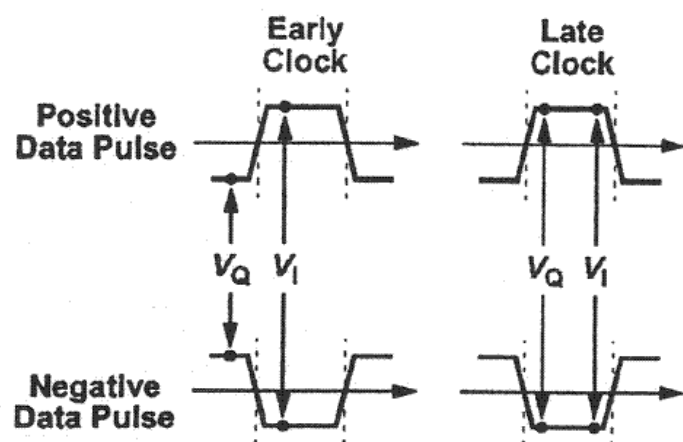 Early
Clock
Late
Clock
Positive
Data Pulse
VQ
VI
VQ
VI
Negative
Data Pulse